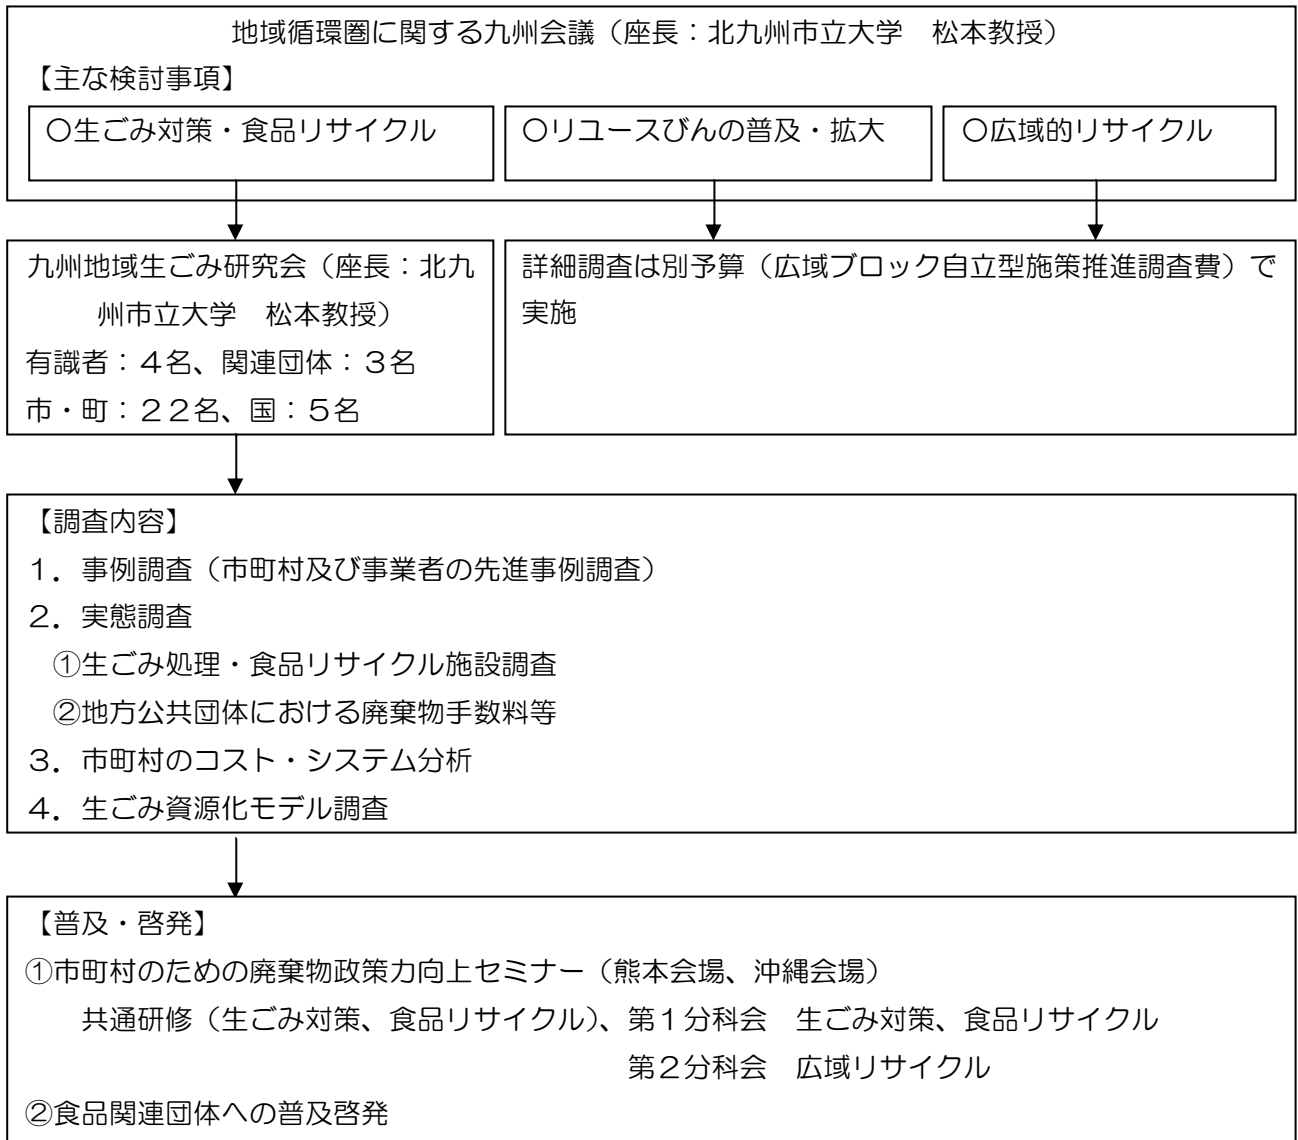 地域循環圏に関する九州会議（座長：北九州市立大学　松本教授）
【主な検討事項】
〇生ごみ対策・食品リサイクル
〇リユースびんの普及・拡大
〇広域的リサイクル
九州地域生ごみ研究会（座長：北九
州市立大学　松本教授）
有識者：４名、関連団体：３名
市・町：２２名、国：５名
詳細調査は別予算（広域ブロック自立型施策推進調査費）で
実施
【調査内容】
１．事例調査（市町村及び事業者の先進事例調査）
２．実態調査
①生ごみ処理・食品リサイクル施設調査
②地方公共団体における廃棄物手数料等
３．市町村のコスト・システム分析
４．生ごみ資源化モデル調査
【普及・啓発】
①市町村のための廃棄物政策力向上セミナー（熊本会場、沖縄会場）
共通研修（生ごみ対策、食品リサイクル）、第１分科会　生ごみ対策、食品リサイクル
第２分科会　広域リサイクル
②食品関連団体への普及啓発